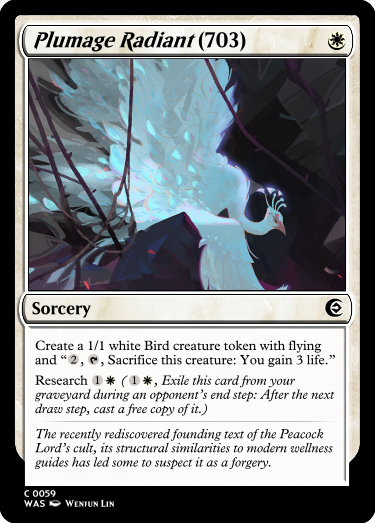 Plumage Radiant (703)
Sorcery
Create a 1/1 white Bird creature token with flying
and “2, , Sacrifice this creature: You gain 3 life.”
Research 1 ( 1 , Exile this card from your
graveyard during an opponent's end step: After the next
draw step, cast a free copy of it.)
The recently rediscovered founding text of the Peacock
Lord's cult, its structural similarities to modern wellness
guides has led some to suspect it as a forgery.
C 0059
WAS Wenjun Lin